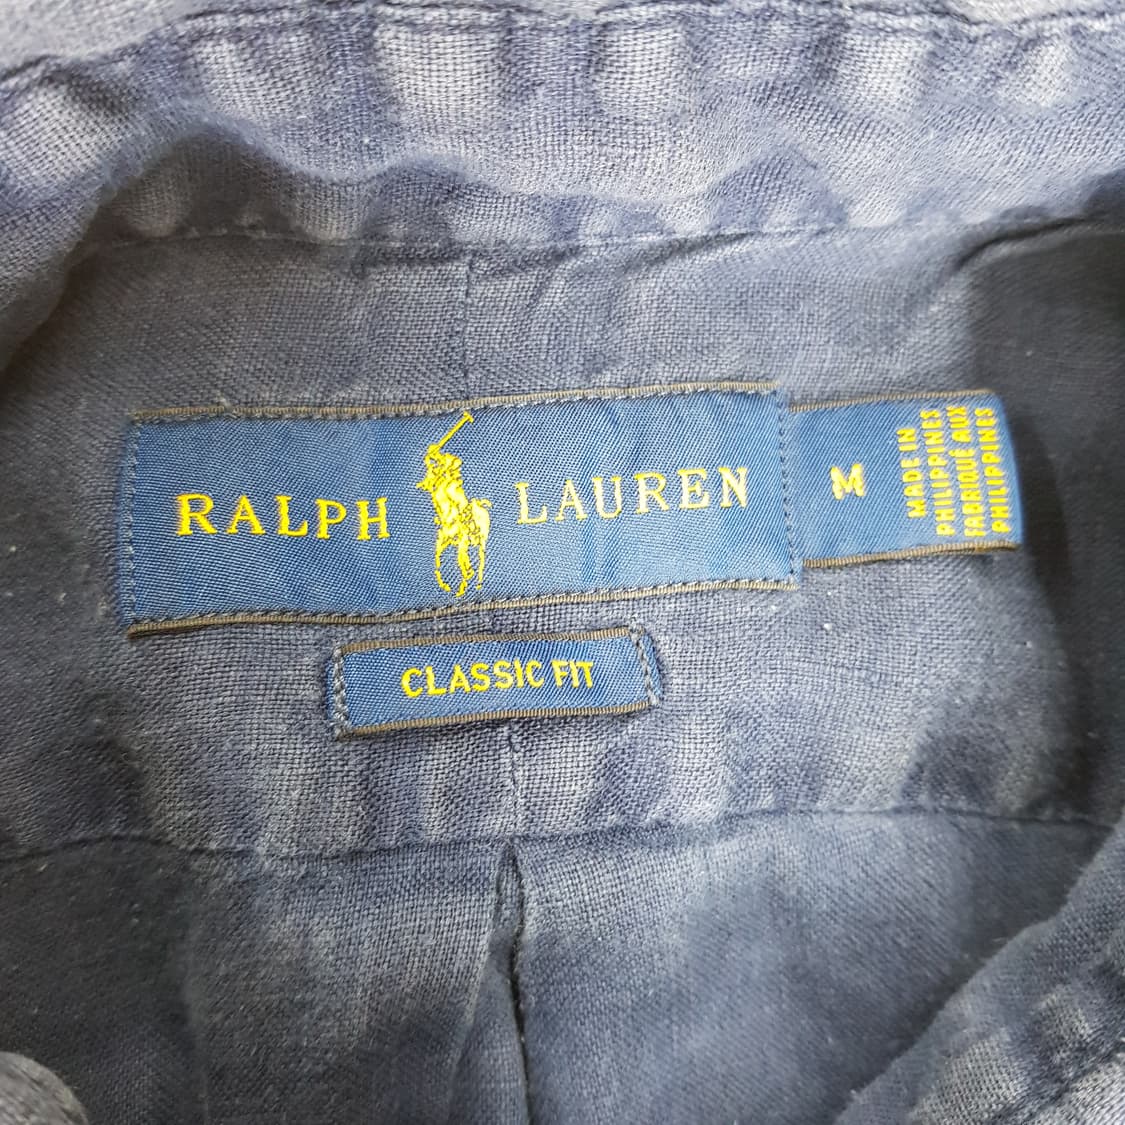 RALPH LAUREN
M
MADE IN
PHILIPPINES
FABRIQUÉ AUX
PHILIPPINES
CLASSIC FIT